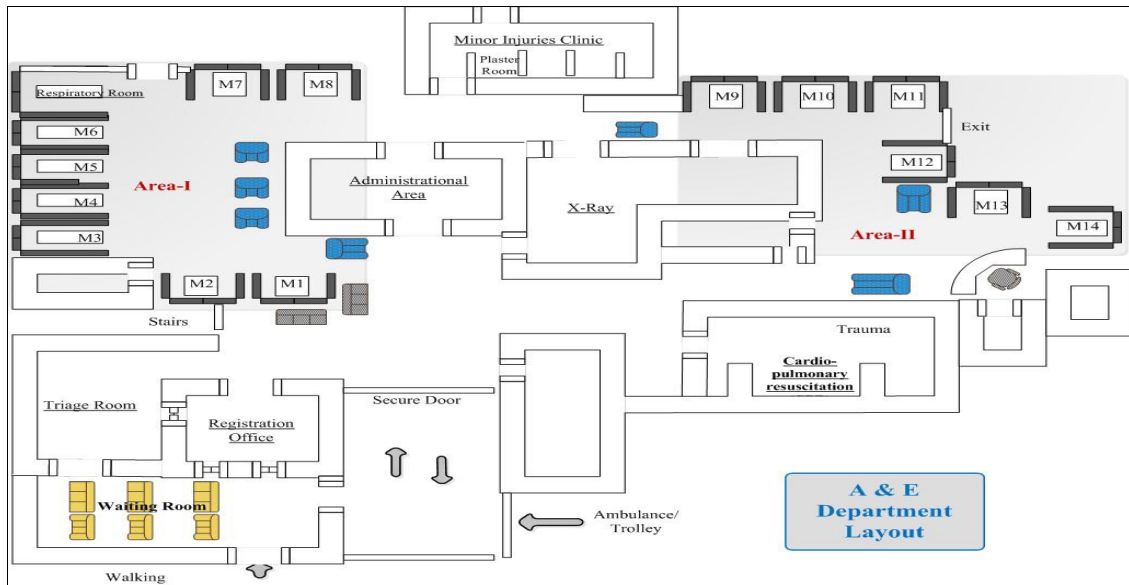 Minor Injuries Clinic
Plaster
Room
Respiratory Room
M7
M8
M9
M10
M11
M6
Exit
M5
M12
Area-I
Administrational
Area
M4
X-Ray
M13
M3
Area-II
M14
M2
M1
Stairs
Trauma
Cardio-
pulmonary
resuscitation
Triage Room
Secure Door
Registration
Office
Waiting Room
Ambulance/
Trolley
A & E
Department
Layout
Walking